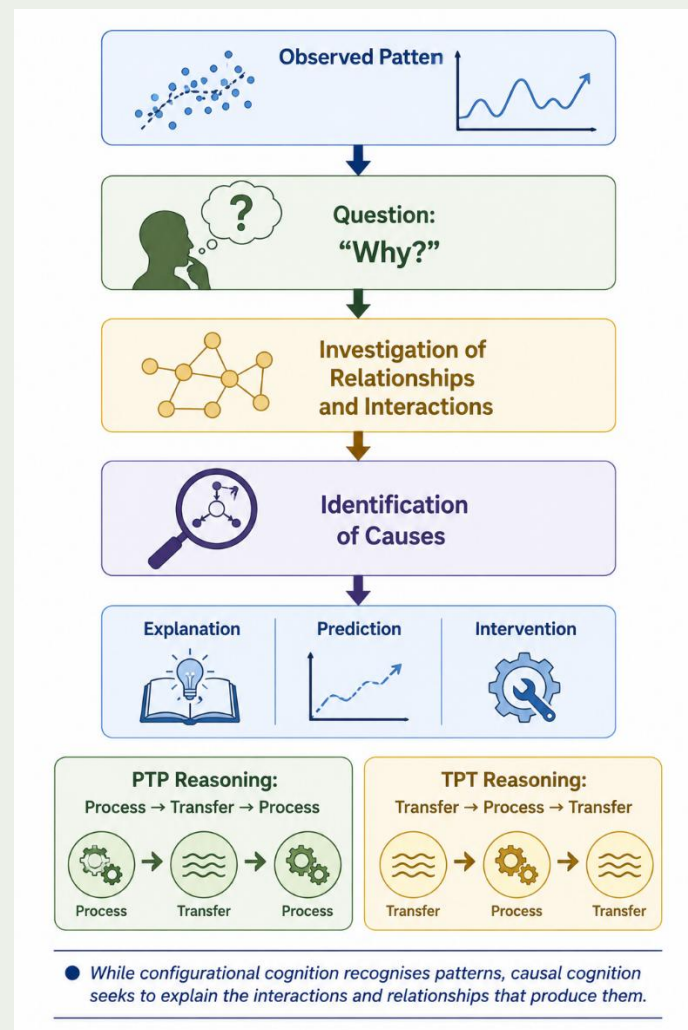 Observed Patten
?
Question:
“Why?”
Investigation of
Relationships
and Interactions
Identification
of Causes
Explanation
Prediction
Intervention
PTP Reasoning:
Process → Transfer → Process
Process
Transfer
Process
TPT Reasoning:
Transfer → Process → Transfer
Transfer
Process
Transfer
● While configurational cognition recognises patterns, causal cognition
seeks to explain the interactions and relationships that produce them.